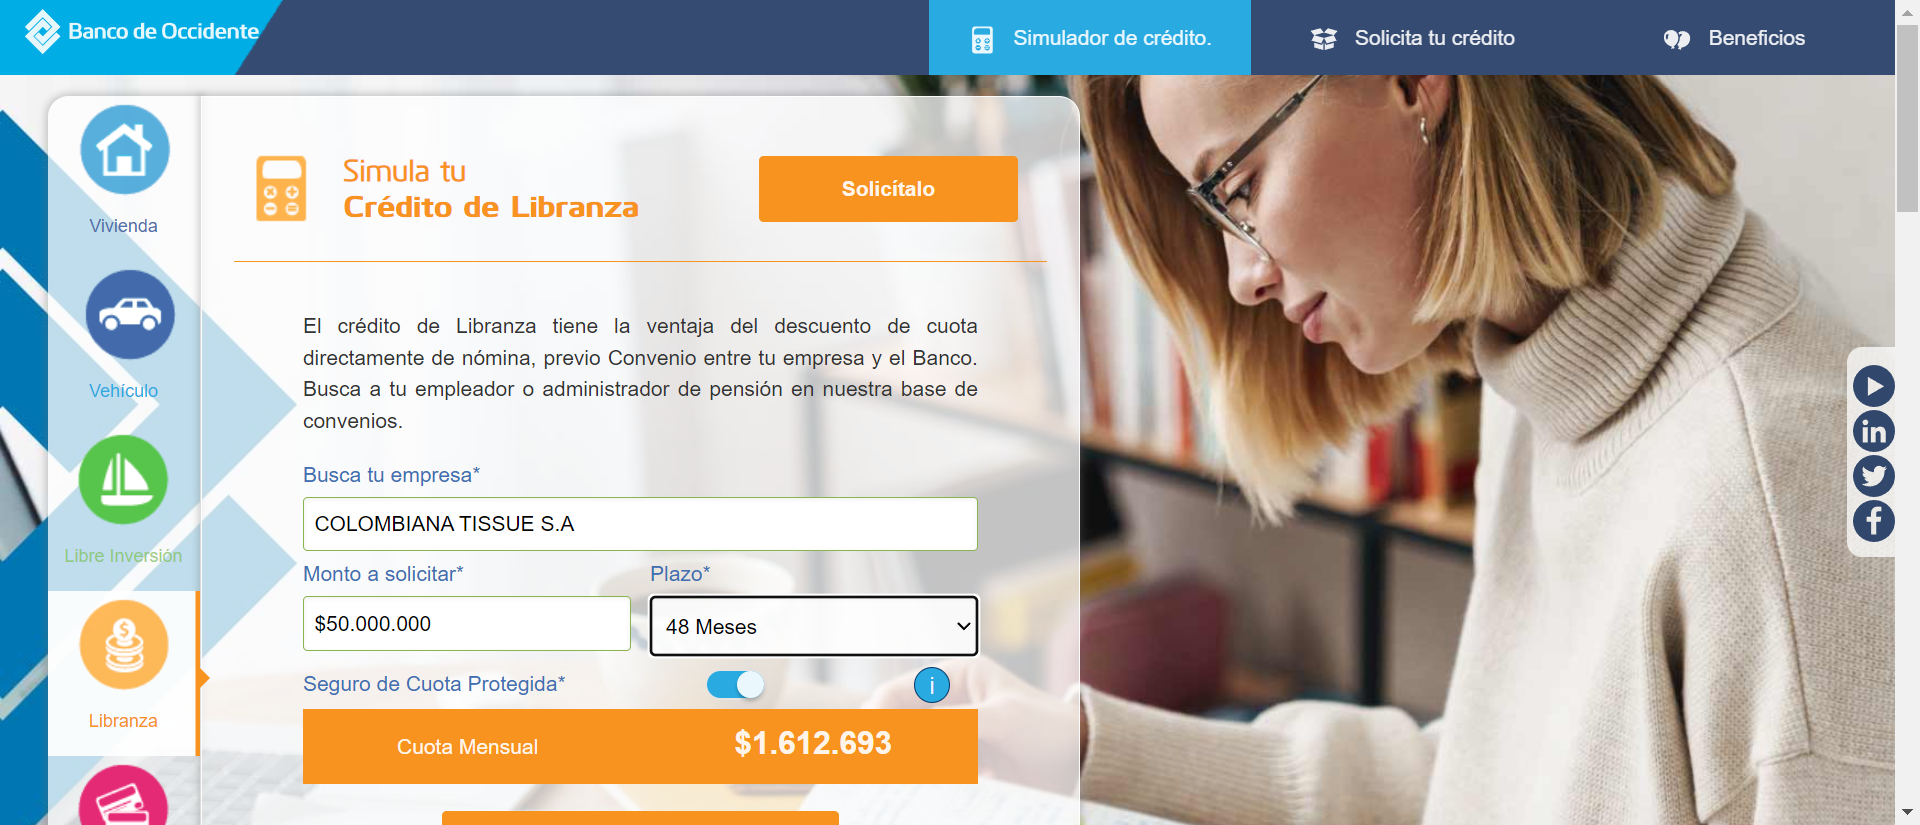 Banco de Occidente
Simulador de crédito.
Solicita tu crédito
Beneficios
Vivienda
Vehículo
Libre Inversión
Libranza
Simula tu
Crédito de Libranza
Solicítalo
El crédito de Libranza tiene la ventaja del descuento de cuota
directamente de nómina, previo Convenio entre tu empresa y el Banco.
Busca a tu empleador o administrador de pensión en nuestra base de
convenios.
Busca tu empresa*
COLOMBIANA TISSUE S.A
Monto a solicitar*
Plazo*
$50.000.000
48 Meses
Seguro de Cuota Protegida*
i
Cuota Mensual
$1.612.693